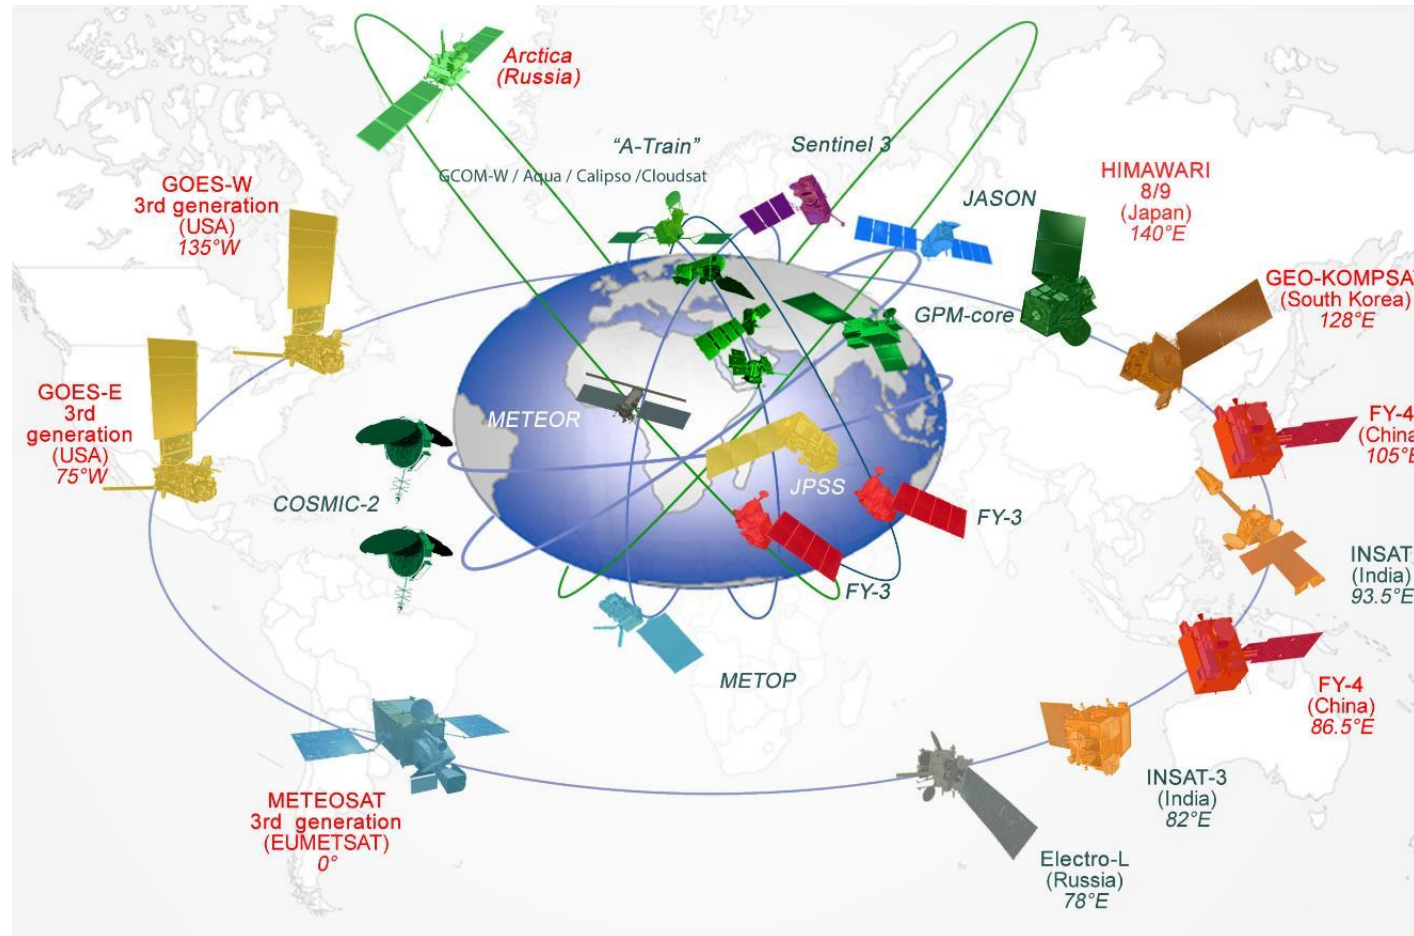 Arctica
(Russia)
"A-Train"
GCOM-W / Aqua / Calipso /Cloudsat
Sentinel 3
JASON
HIMAWARI
8/9
(Japan)
140°E
GOES-W
3rd generation
(USA)
135°W
GEO-KOMPSA
(South Korea)
128°E
GPM-core
GOES-E
3rd
generation
(USA)
75°W
METEOR
FY-4
(China
105°E
COSMIC-2
JPSS
FY-3
FY-3
INSAT
(India)
93.5°E
METOP
FY-4
(China)
86.5°E
INSAT-3
(India)
82°E
METEOSAT
3rd generation
(EUMETSAT)
0°
Electro-L
(Russia)
78°E